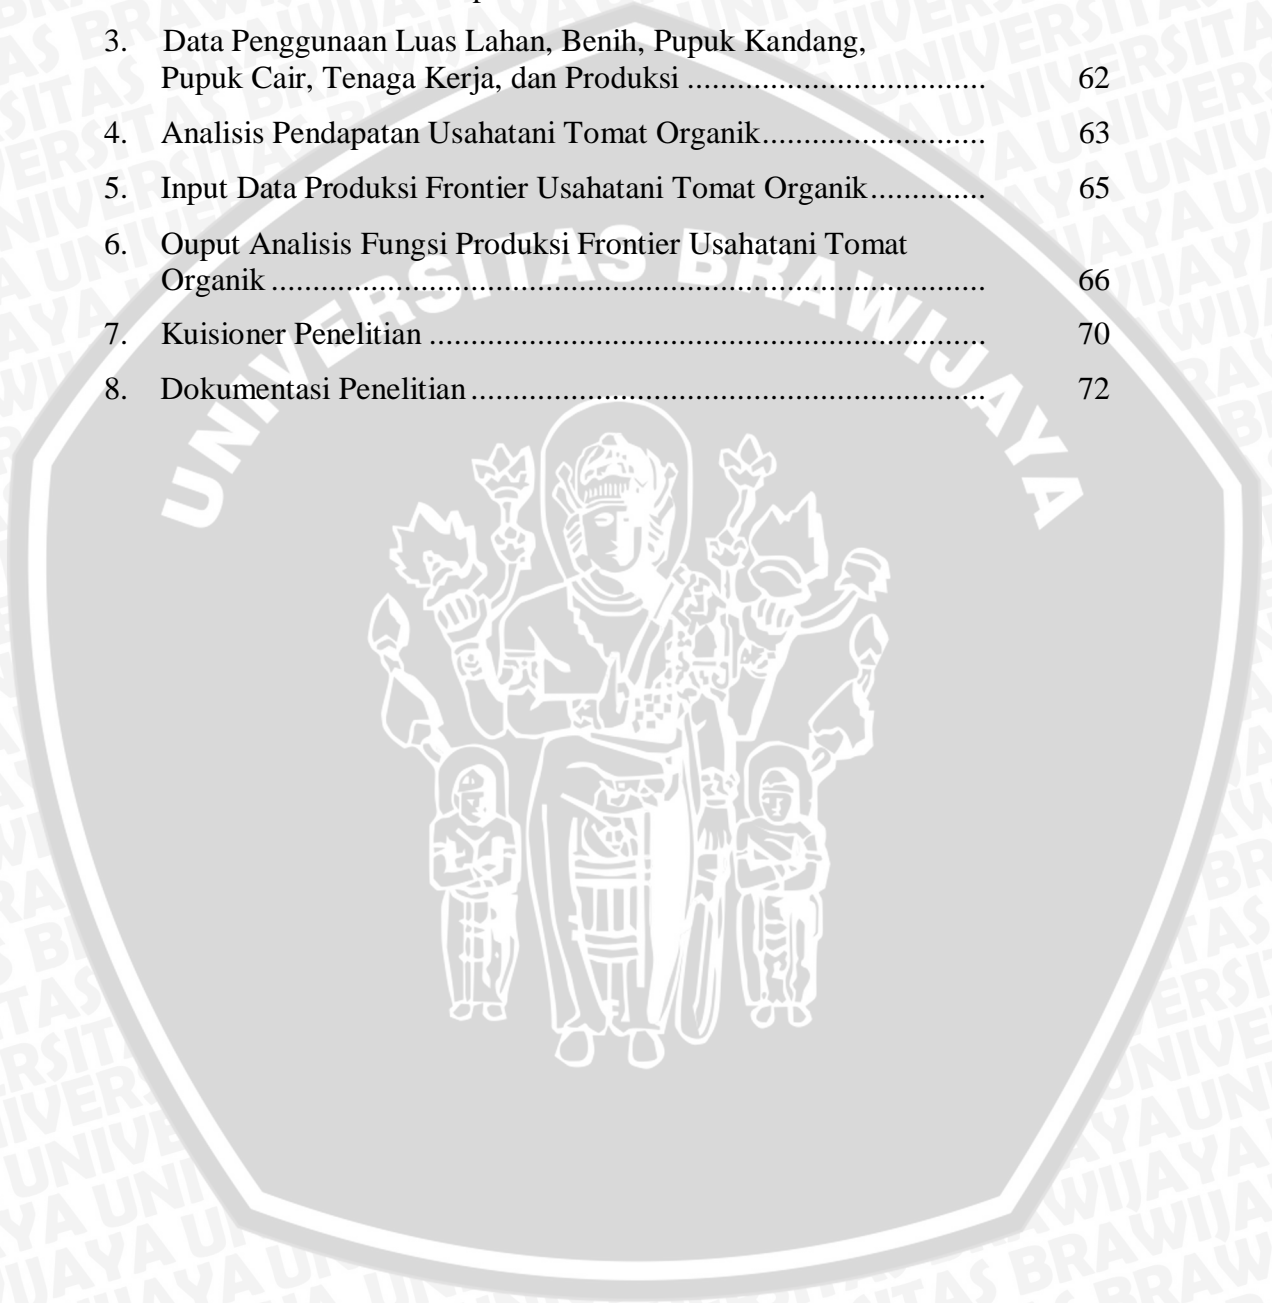 3. Data Penggunaan Luas Lahan, Benih, Pupuk Kandang,
Pupuk Cair, Tenaga Kerja, dan Produksi ................................. 62
4. Analisis Pendapatan Usahatani Tomat Organik......................... 63
5. Input Data Produksi Frontier Usahatani Tomat Organik.............. 65
6. Ouput Analisis Fungsi Produksi Frontier Usahatani Tomat
Organik ............................................................................... 66
7. Kuisioner Penelitian .............................................................. 70
8. Dokumentasi Penelitian ......................................................... 72
UNIVERSITAS BRAWIJAYA